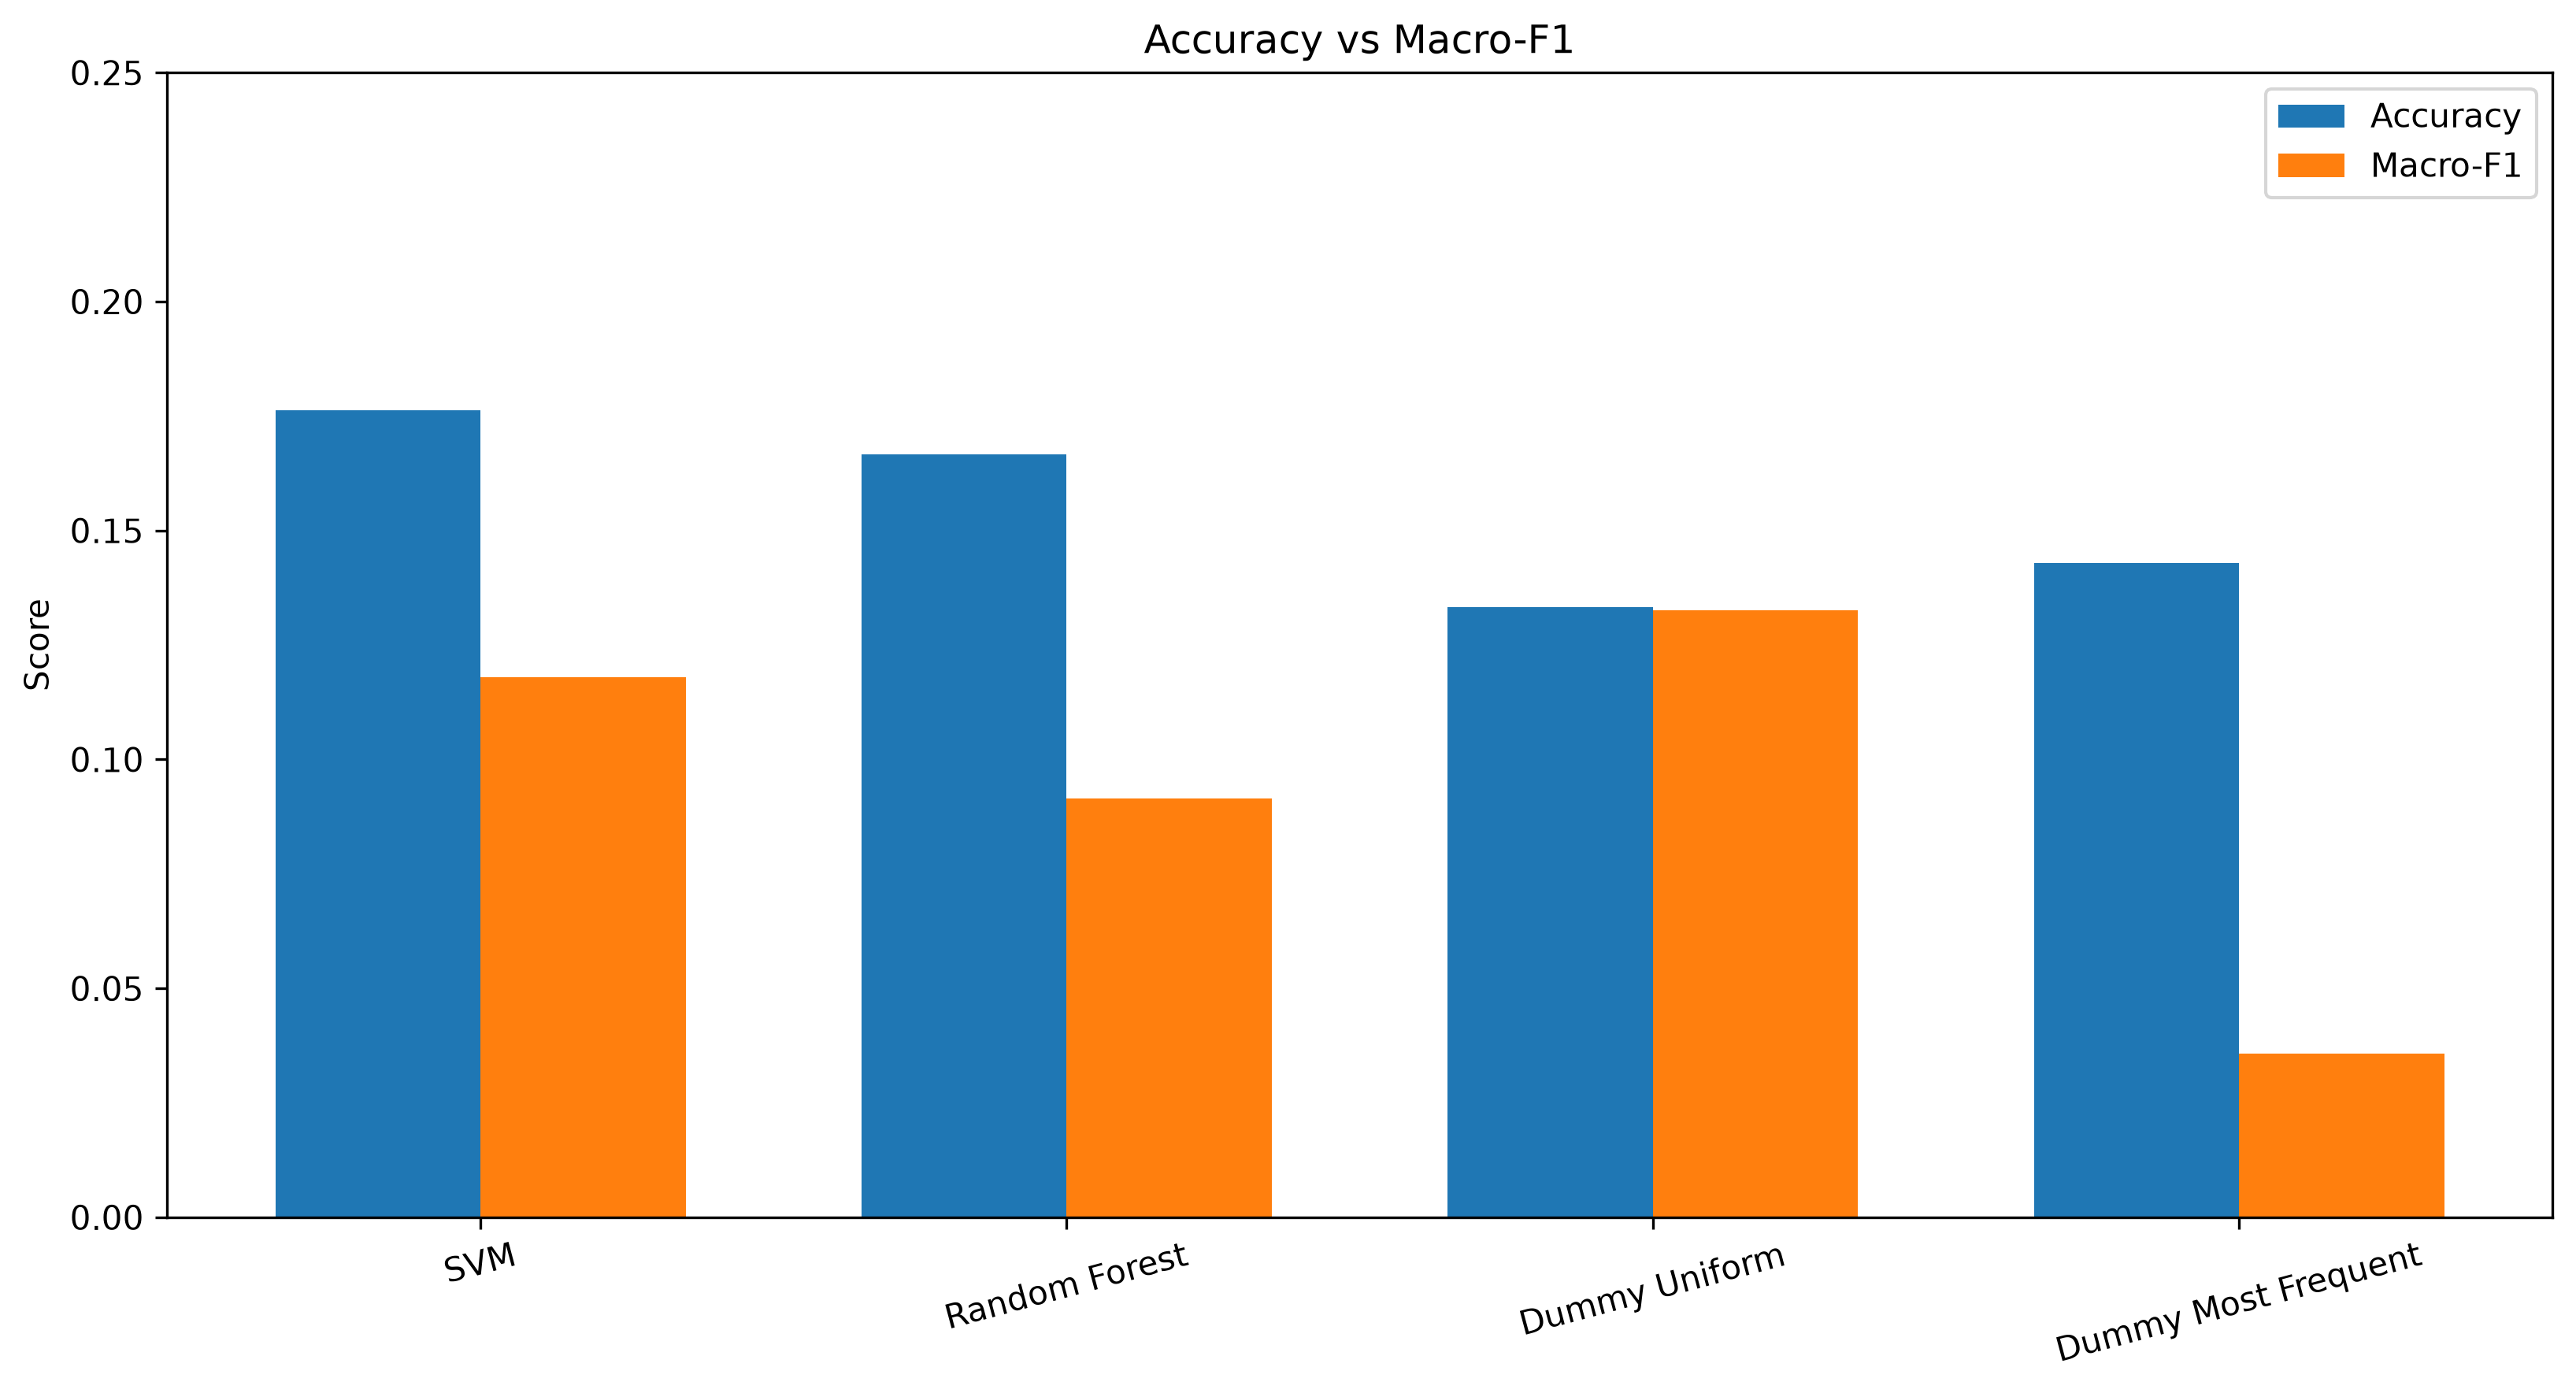 Accuracy vs Macro-F1
Accuracy
Macro-F1
Score
0.25
0.20
0.15
0.10
0.05
0.00
SVM
Random Forest
Dummy Uniform
Dummy Most Frequent